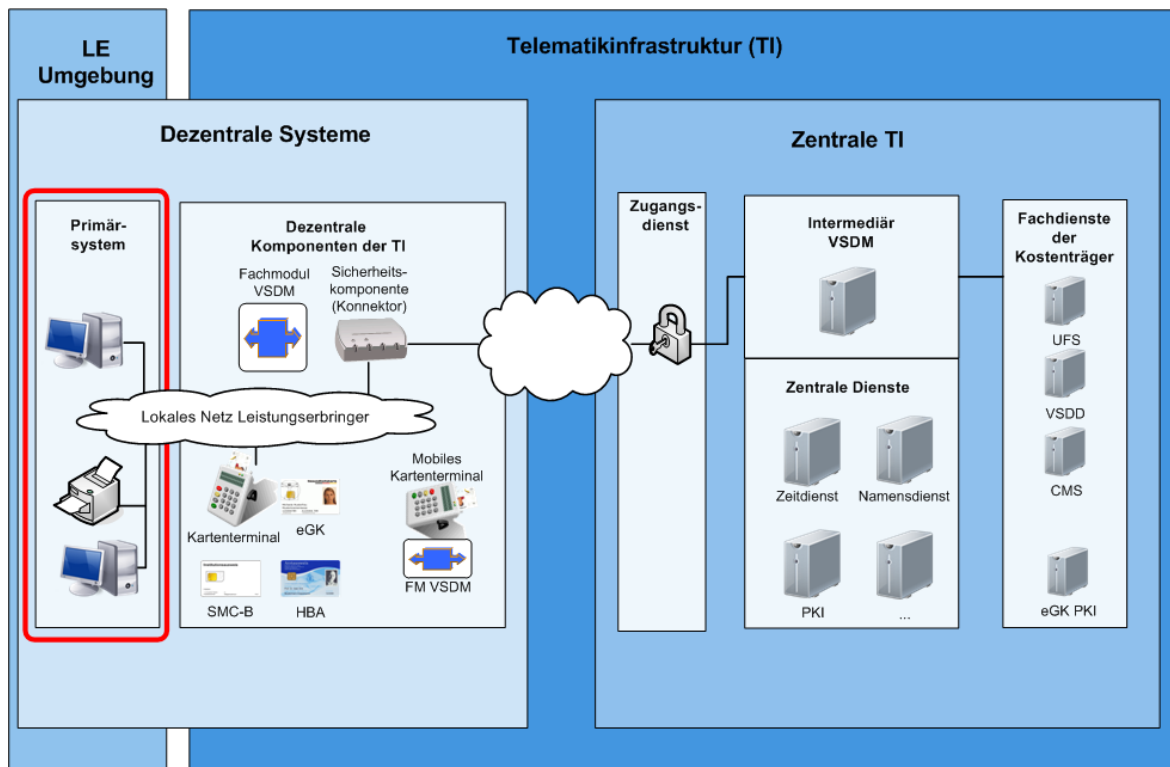 LE
Umgebung
Telematikinfrastruktur (TI)
Dezentrale Systeme
Zentrale TI
Primär-
system
Dezentrale
Komponenten der TI
Fachmodul
VSDM
Sicherheits-
komponente
(Konnektor)
Lokales Netz Leistungserbringer
Kartenterminal
eGK
Mobiles
Kartenterminal
FM VSDM
SMC-B
HBA
Zugangs-
dienst
Intermediär
VSDM
Zentrale Dienste
Zeitdienst
Namensdienst
PKI
...
Fachdienste
der
Kostenträger
UFS
VSDD
CMS
eGK PKI